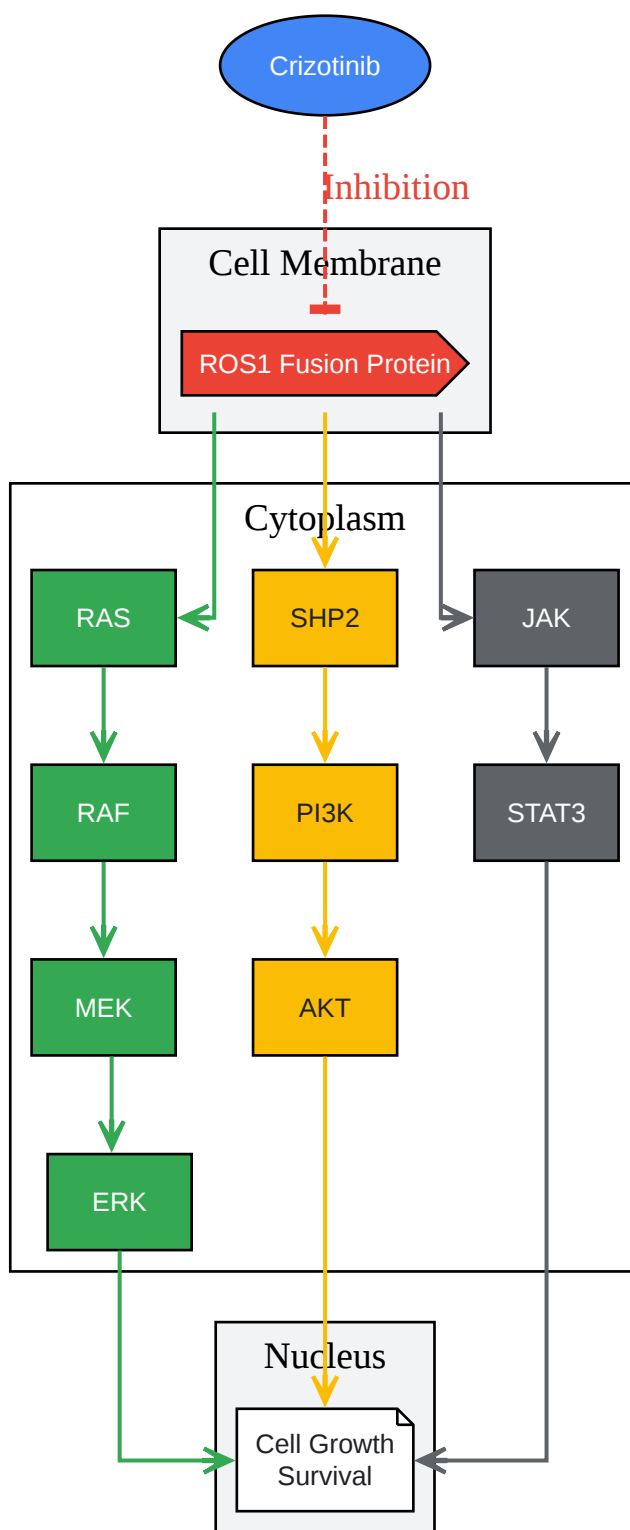 Crizotinib
Inhibition
Cell Membrane
ROS1 Fusion Protein
Cytoplasm
RAS
SHP2
JAK
RAF
PI3K
STAT3
MEK
AKT
ERK
Nucleus
Cell Growth
Survival